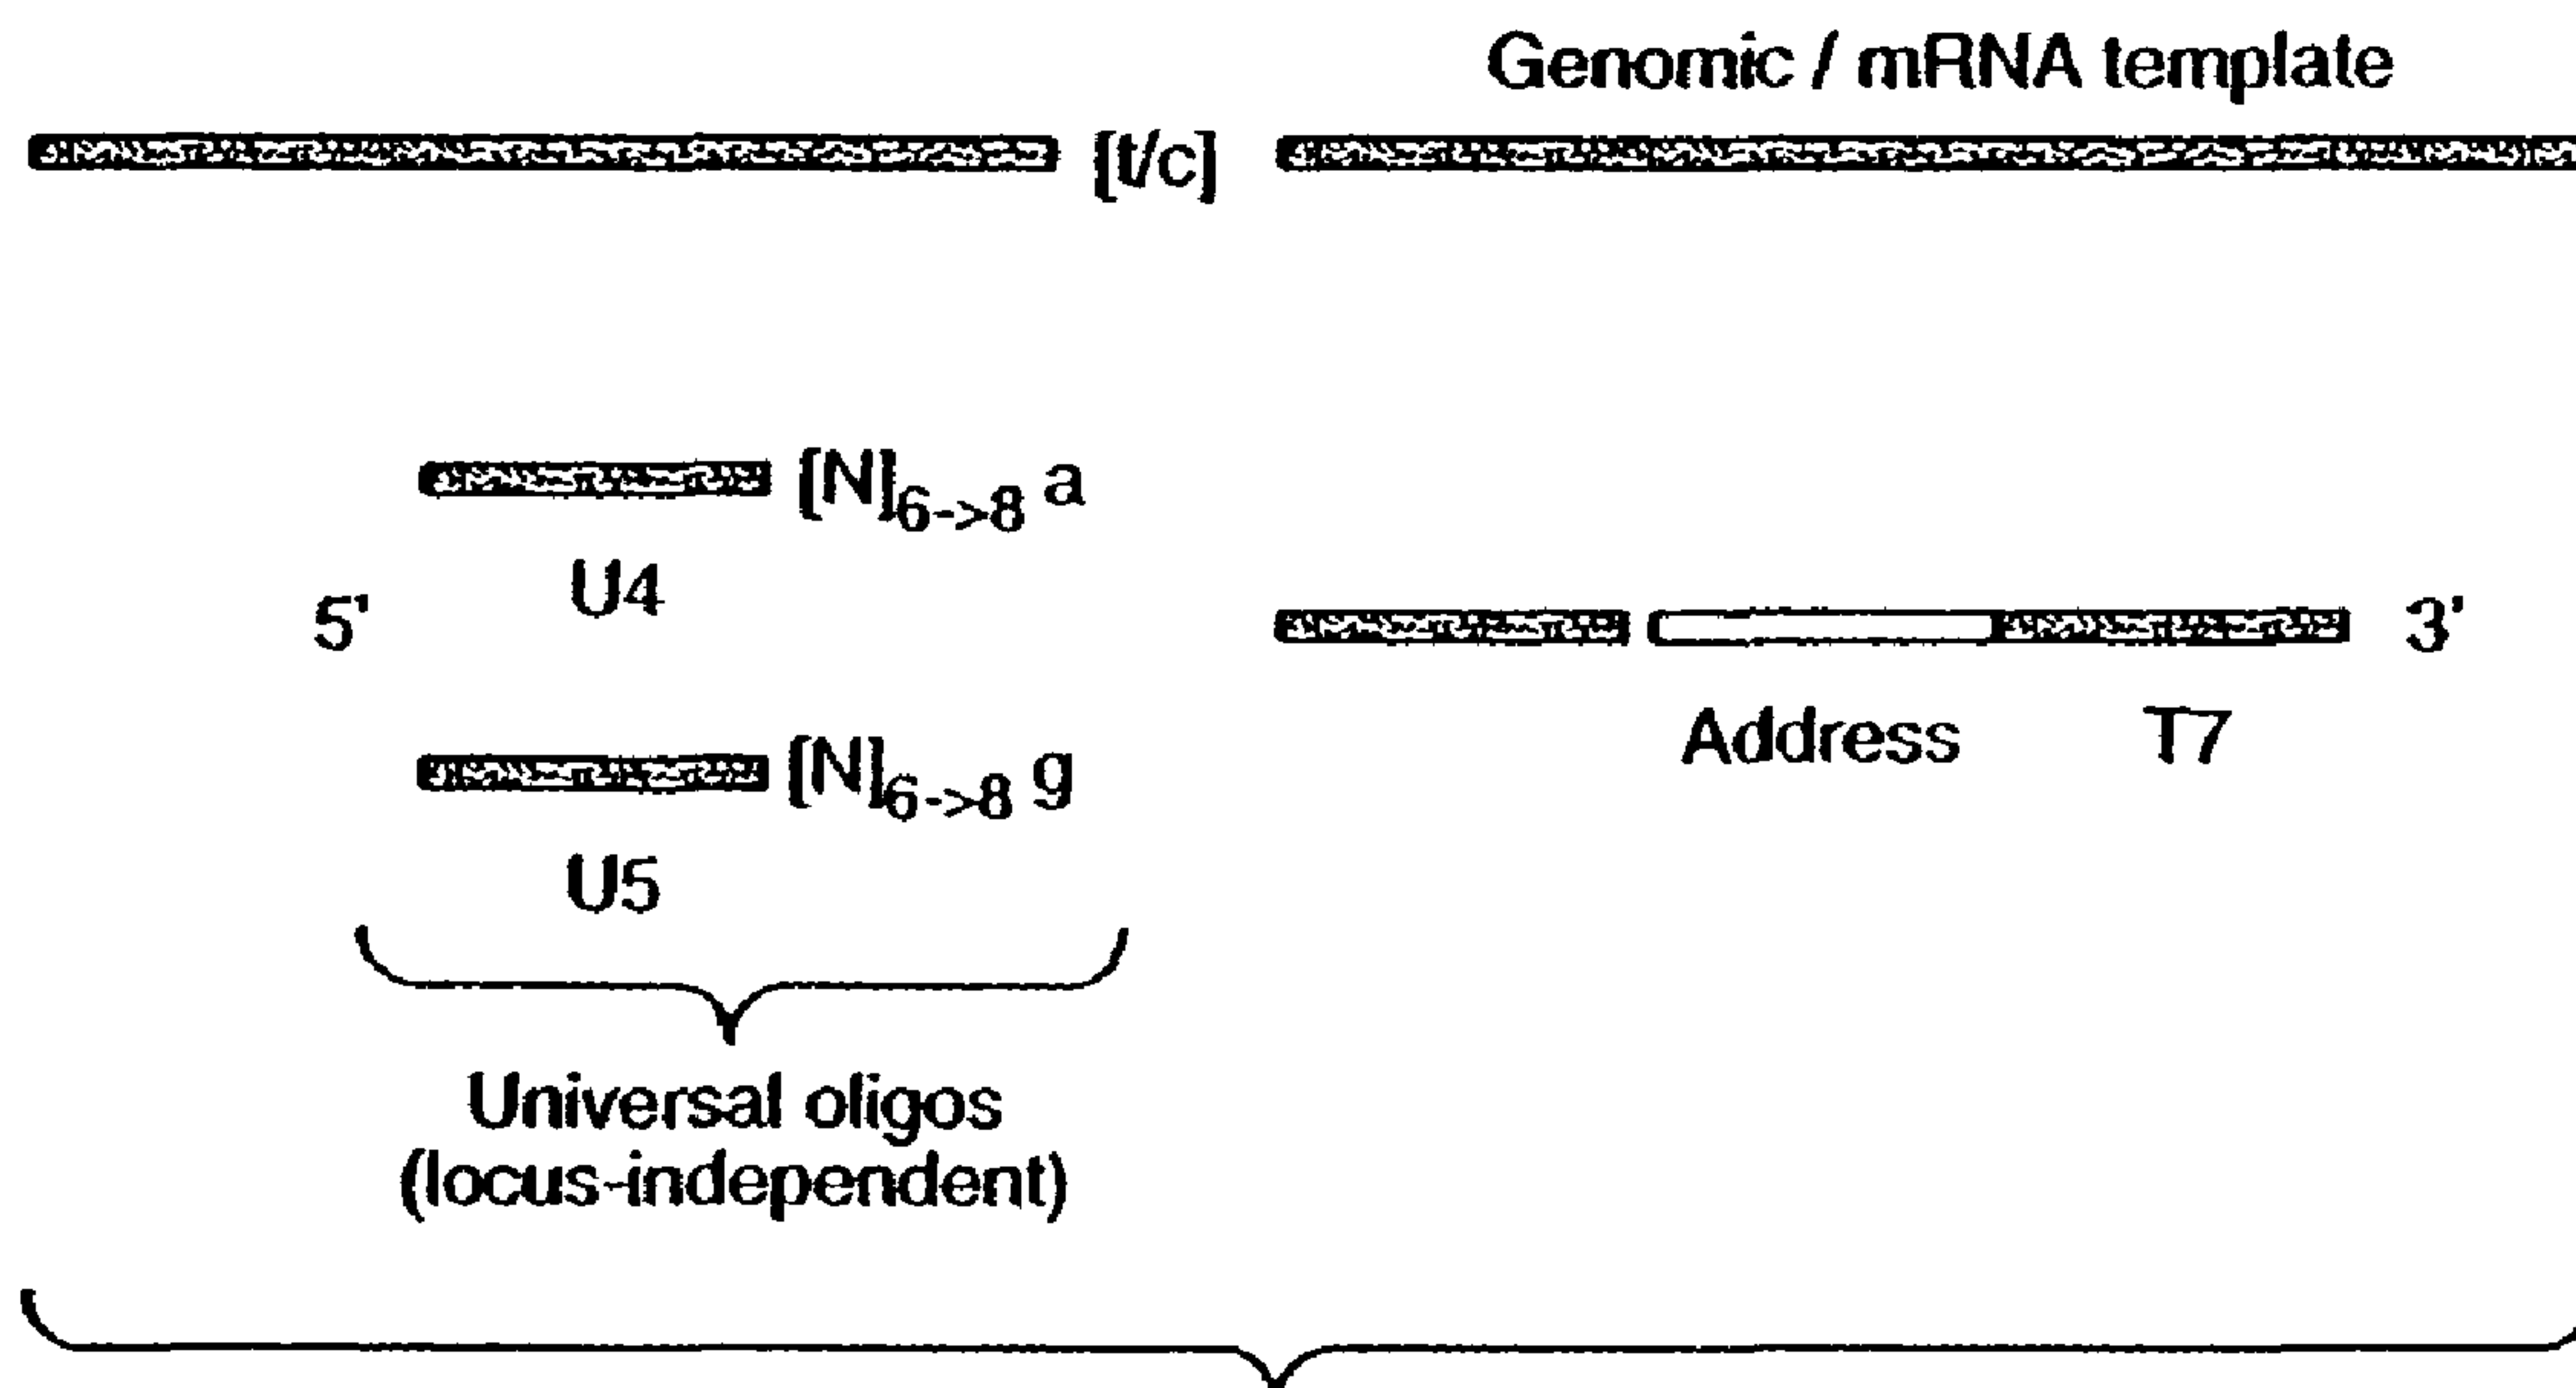 Genomic / mRNA template
[t/c]
[N]6->8 a
U4
5'
3'
Address
T7
[N]6->8 g
U5
Universal oligos
(locus-independent)